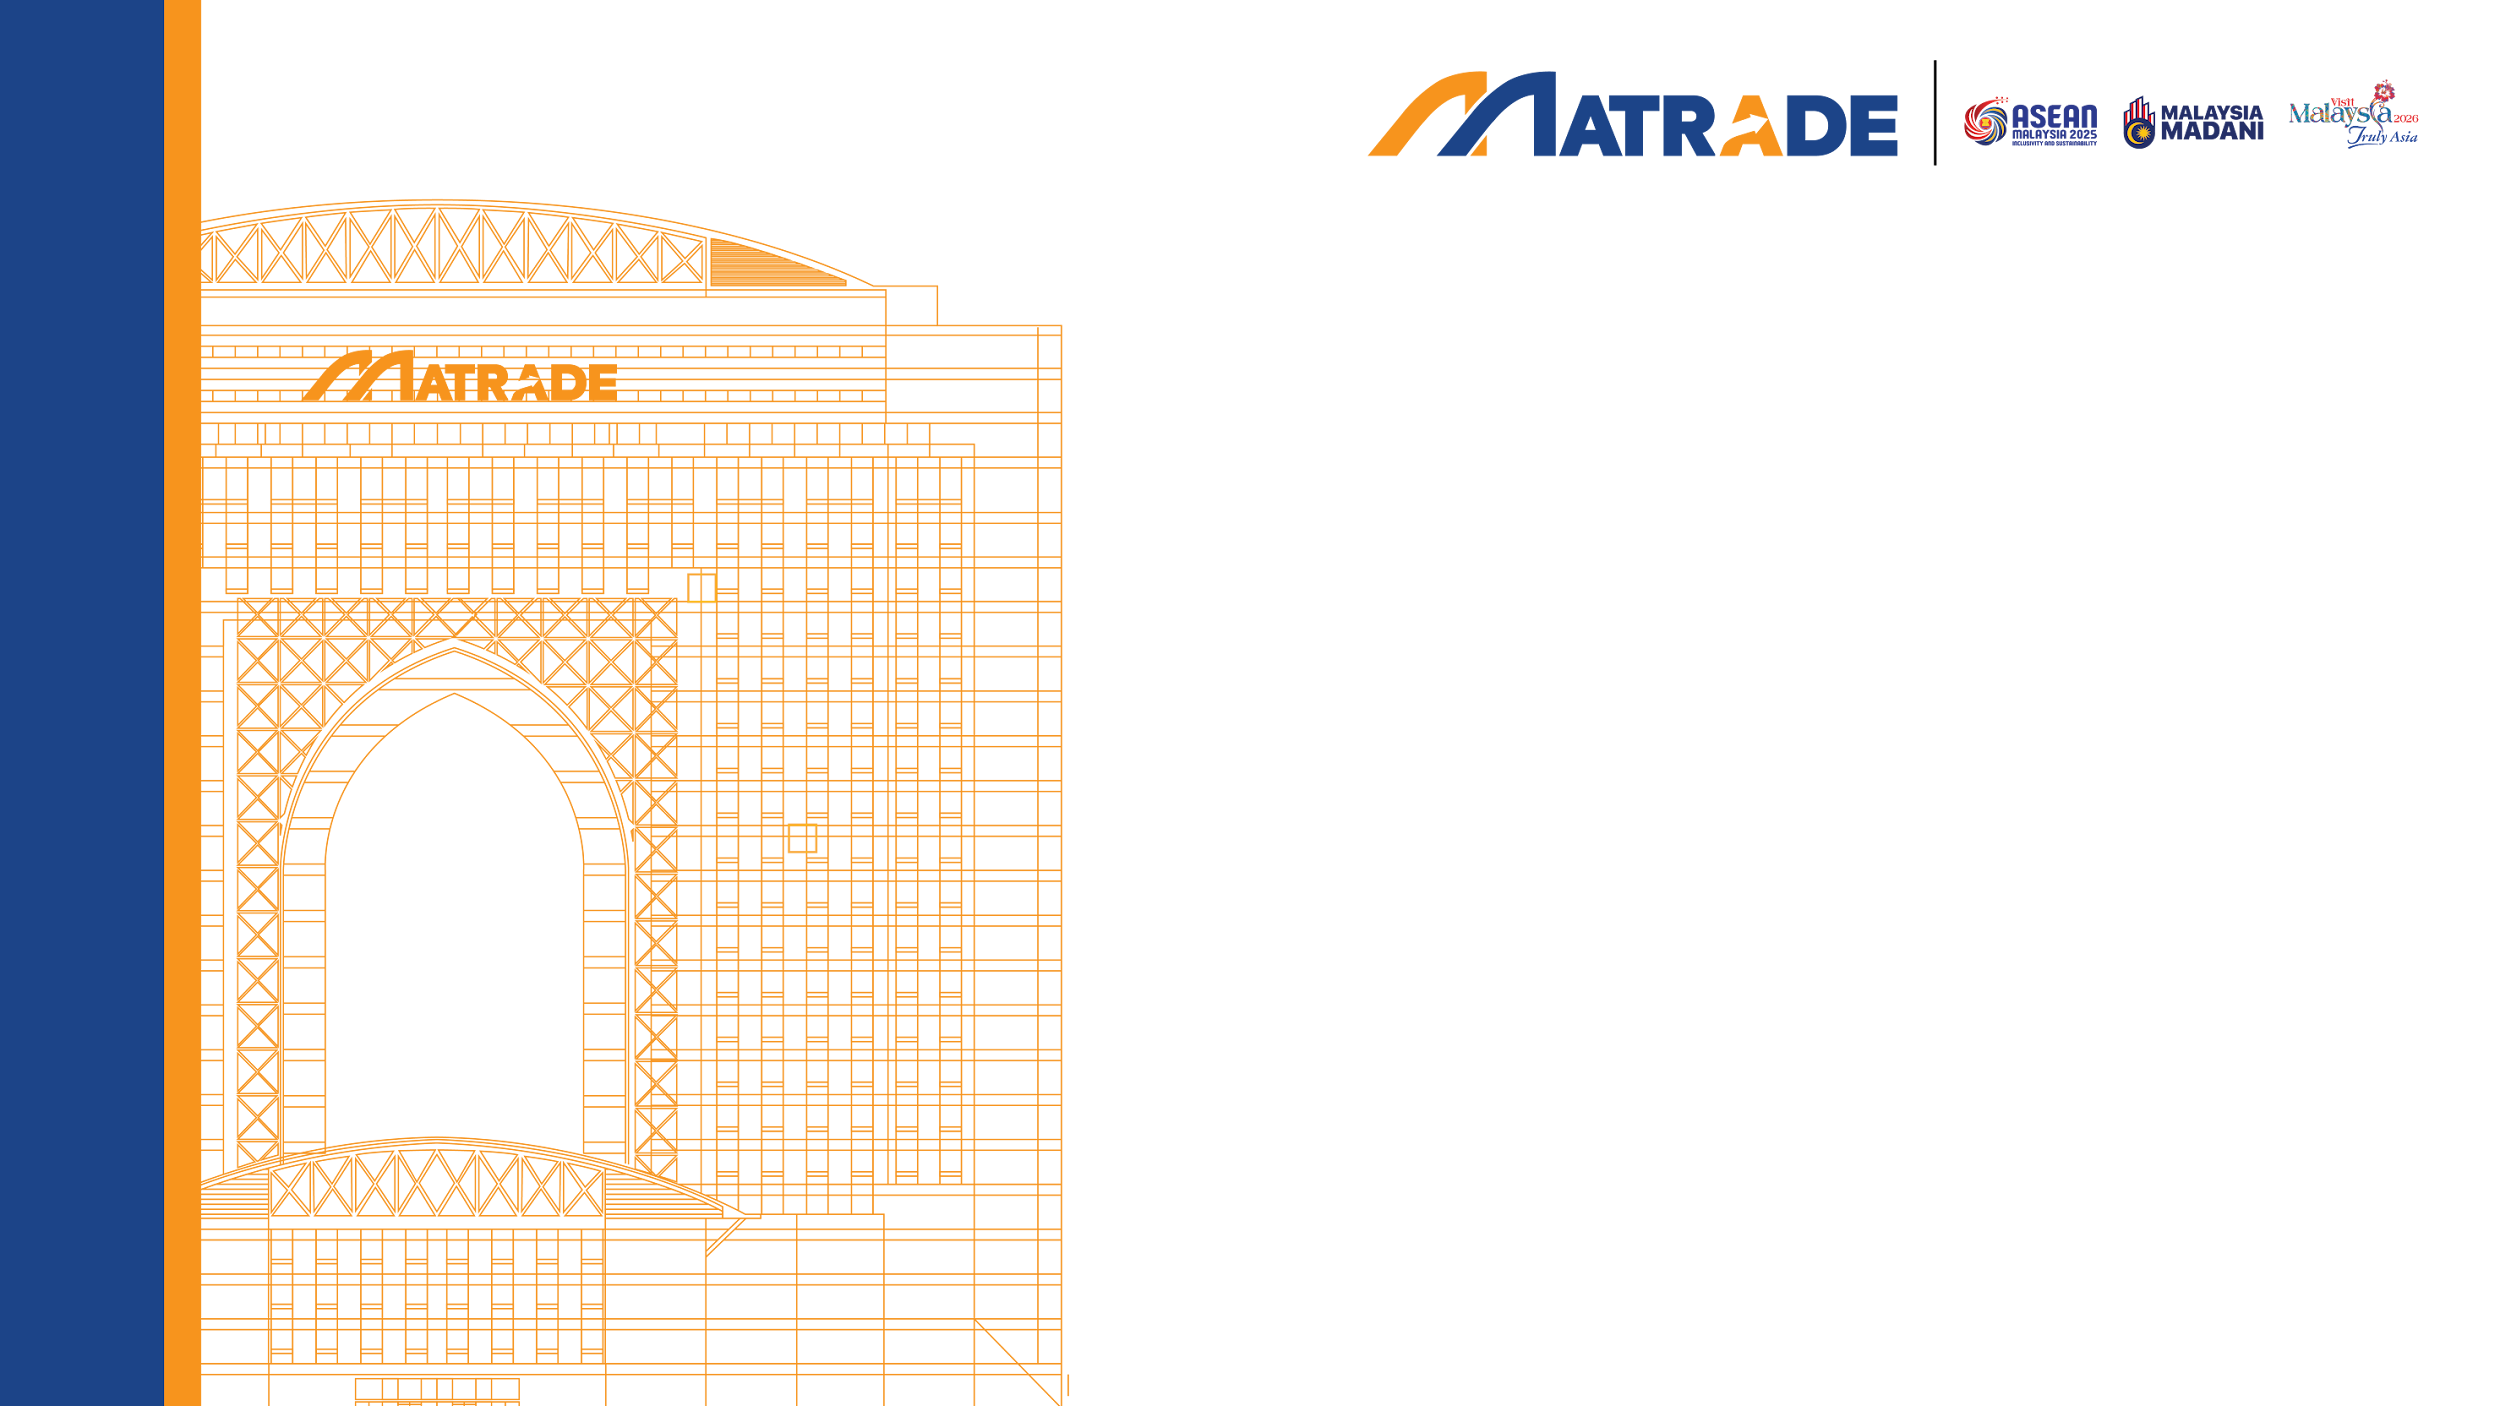 MATRADE
ASEAN
MALAYSIA 2025
INCLUSIVITY AND SUSTAINABILITY
MALAYSIA
MADANI
Visit
Malaysia 2026
Truly Asia
MATRADE